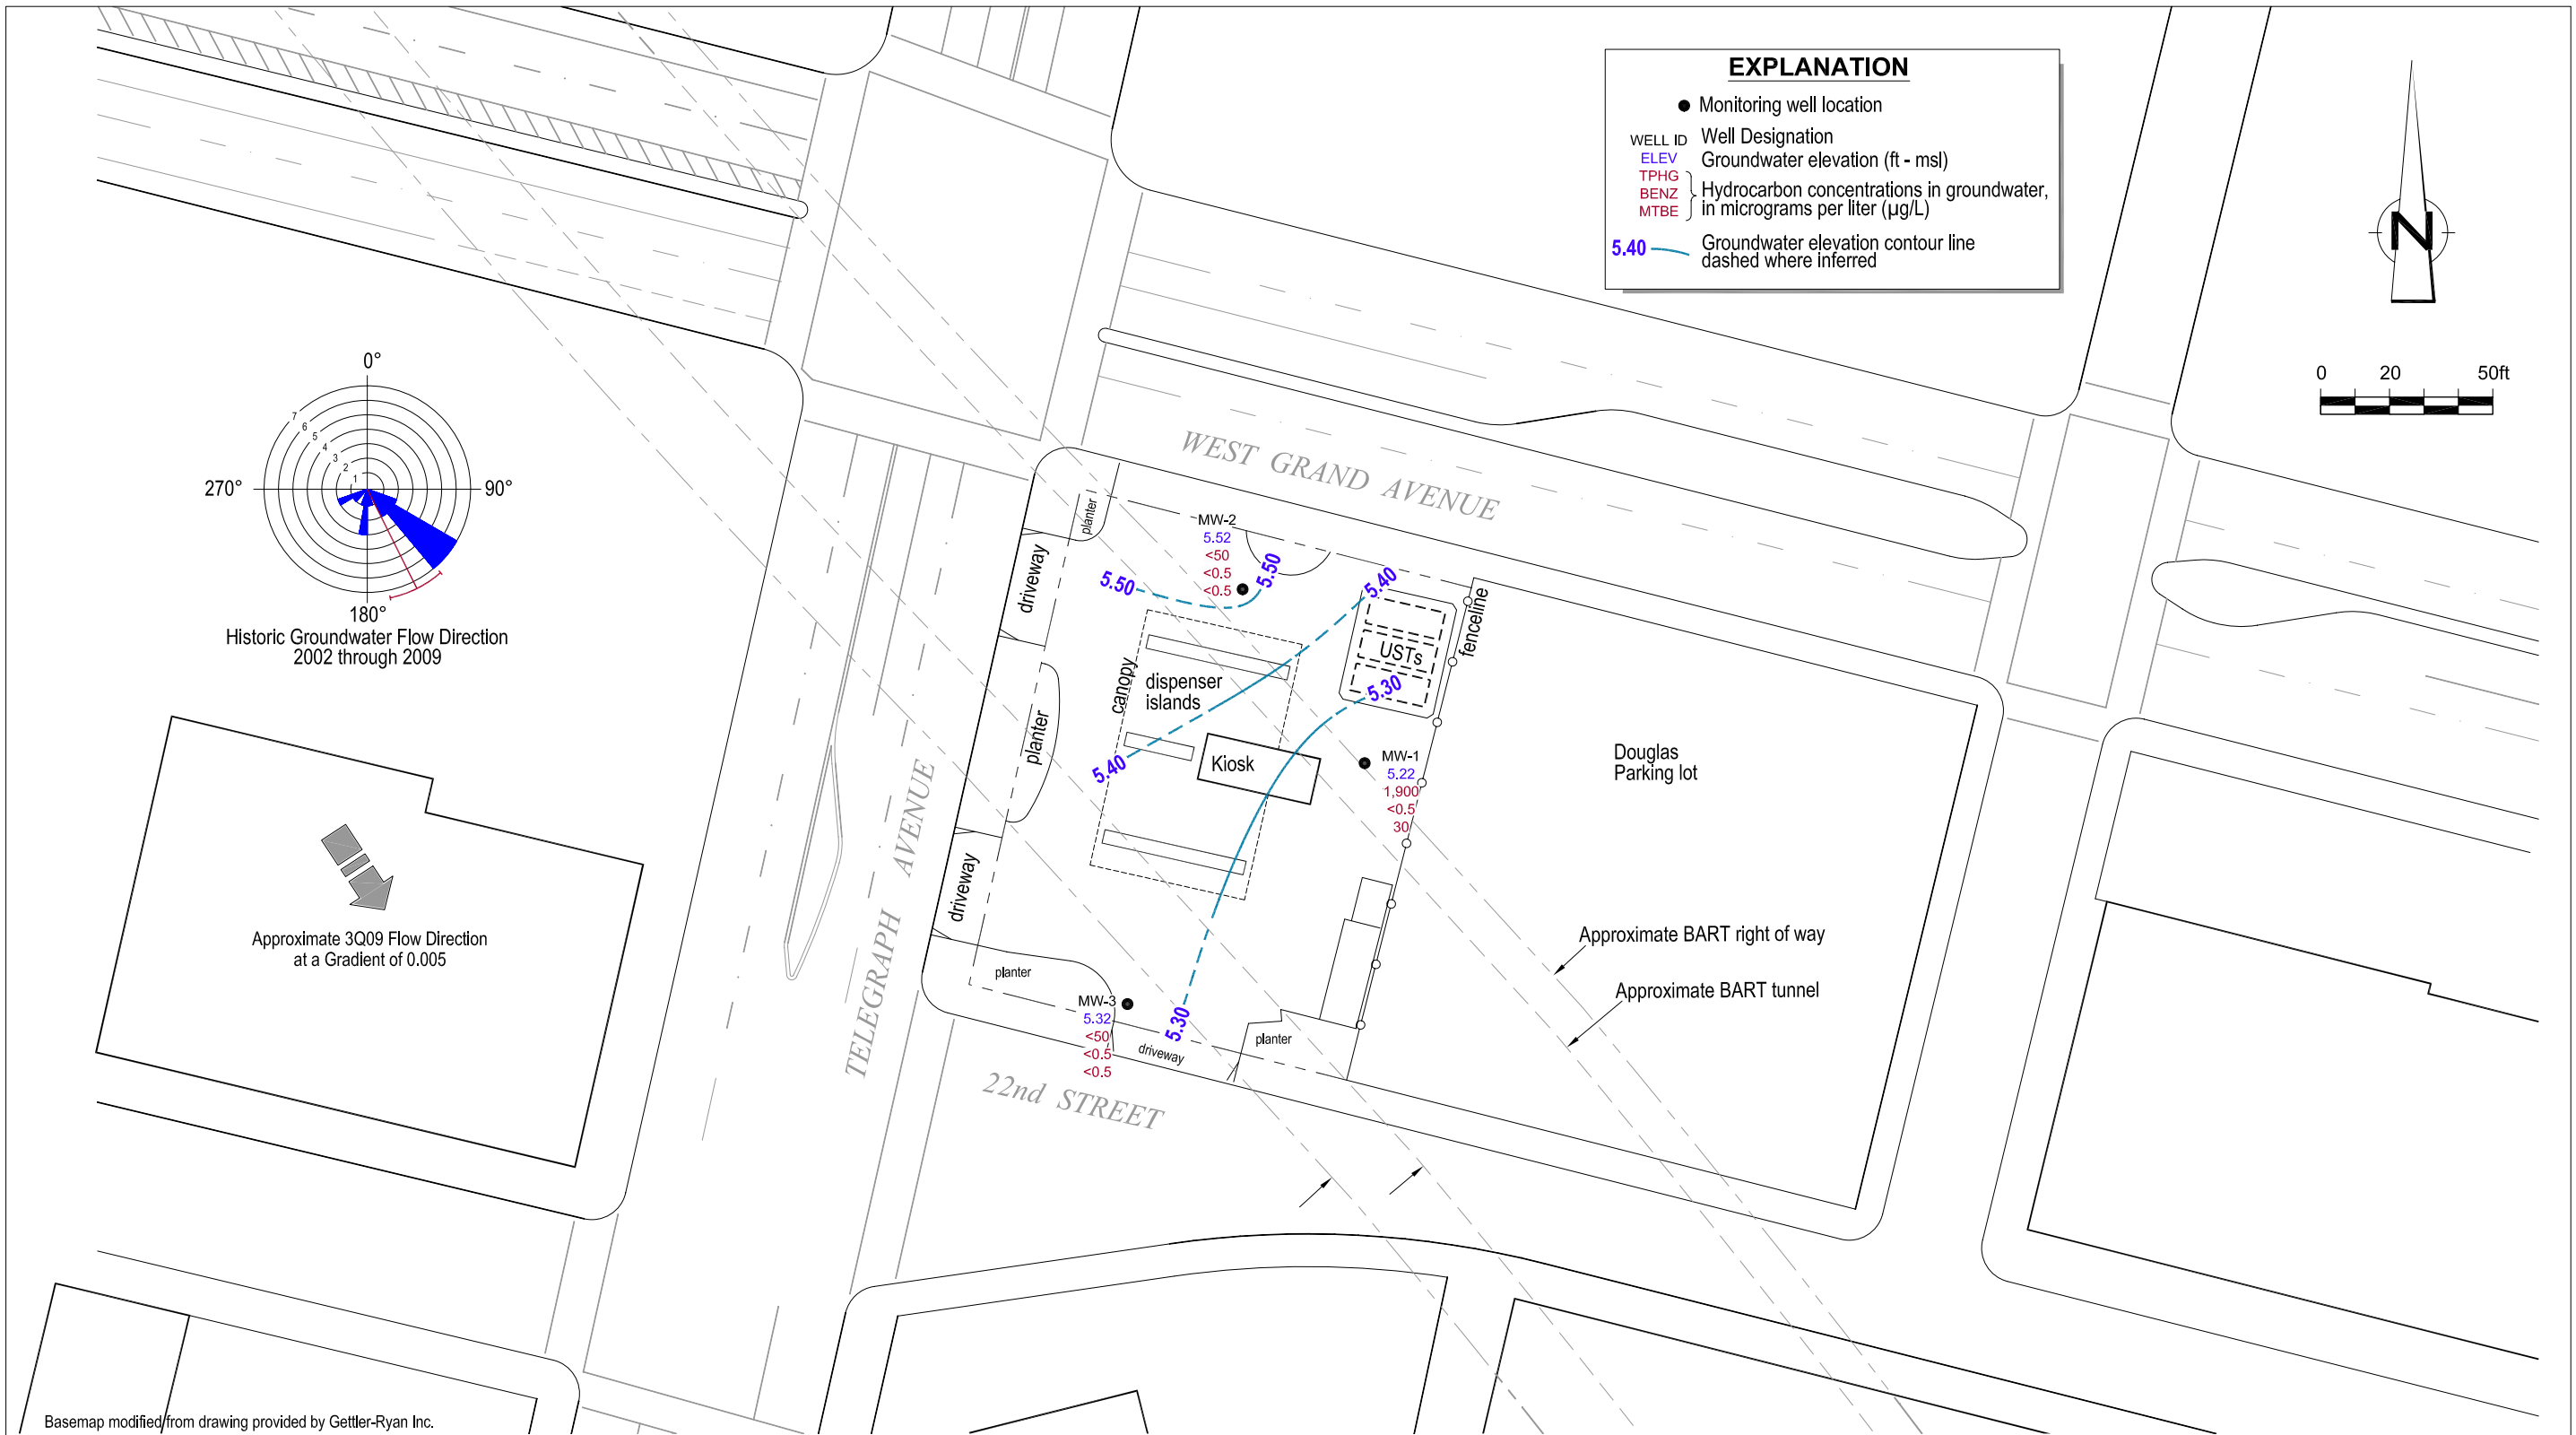 EXPLANATION
Monitoring well location
WELL ID Well Designation
ELEV Groundwater elevation (ft - msl)
TPHG
BENZ
MTBE
Hydrocarbon concentrations in groundwater,
in micrograms per liter (µg/L)
5.40 Groundwater elevation contour line
dashed where inferred
N
0 20 50ft
0°
7
6
5
4
3
2
1
270°
90°
180°
Historic Groundwater Flow Direction
2002 through 2009
WEST GRAND AVENUE
planter
driveway
MW-2
5.52
<50
<0.5
<0.5
5.50
5.50
5.40
fenceline
USTs
5.30
canopy
dispenser
islands
planter
5.40
Kiosk
MW-1
5.22
1,900
<0.5
30
Douglas
Parking lot
TELEGRAPH AVENUE
driveway
Approximate 3Q09 Flow Direction
at a Gradient of 0.005
Approximate BART right of way
Approximate BART tunnel
planter
MW-3
5.32
<50
<0.5
<0.5
5.30
driveway
planter
22nd STREET
Basemap modified from drawing provided by Gettler-Ryan Inc.